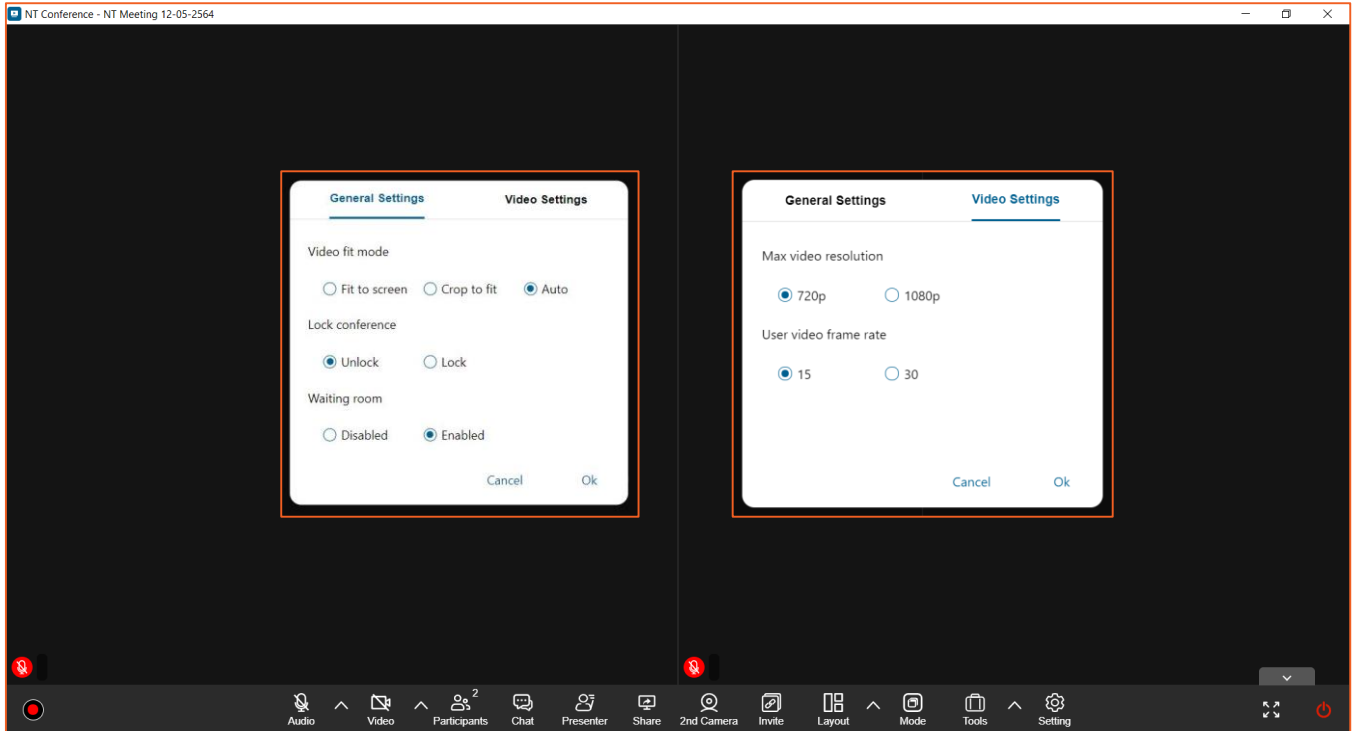 NT Conference - NT Meeting 12-05-2564
General Settings Video Settings
Video fit mode
Fit to screen Crop to fit Auto
Lock conference
Unlock Lock
Waiting room
Disabled Enabled
Cancel Ok
General Settings Video Settings
Max video resolution
720p 1080p
User video frame rate
15 30
Cancel Ok
2
Audio Video Participants Chat Presenter Share 2nd Camera Invite Layout Mode Tools Setting